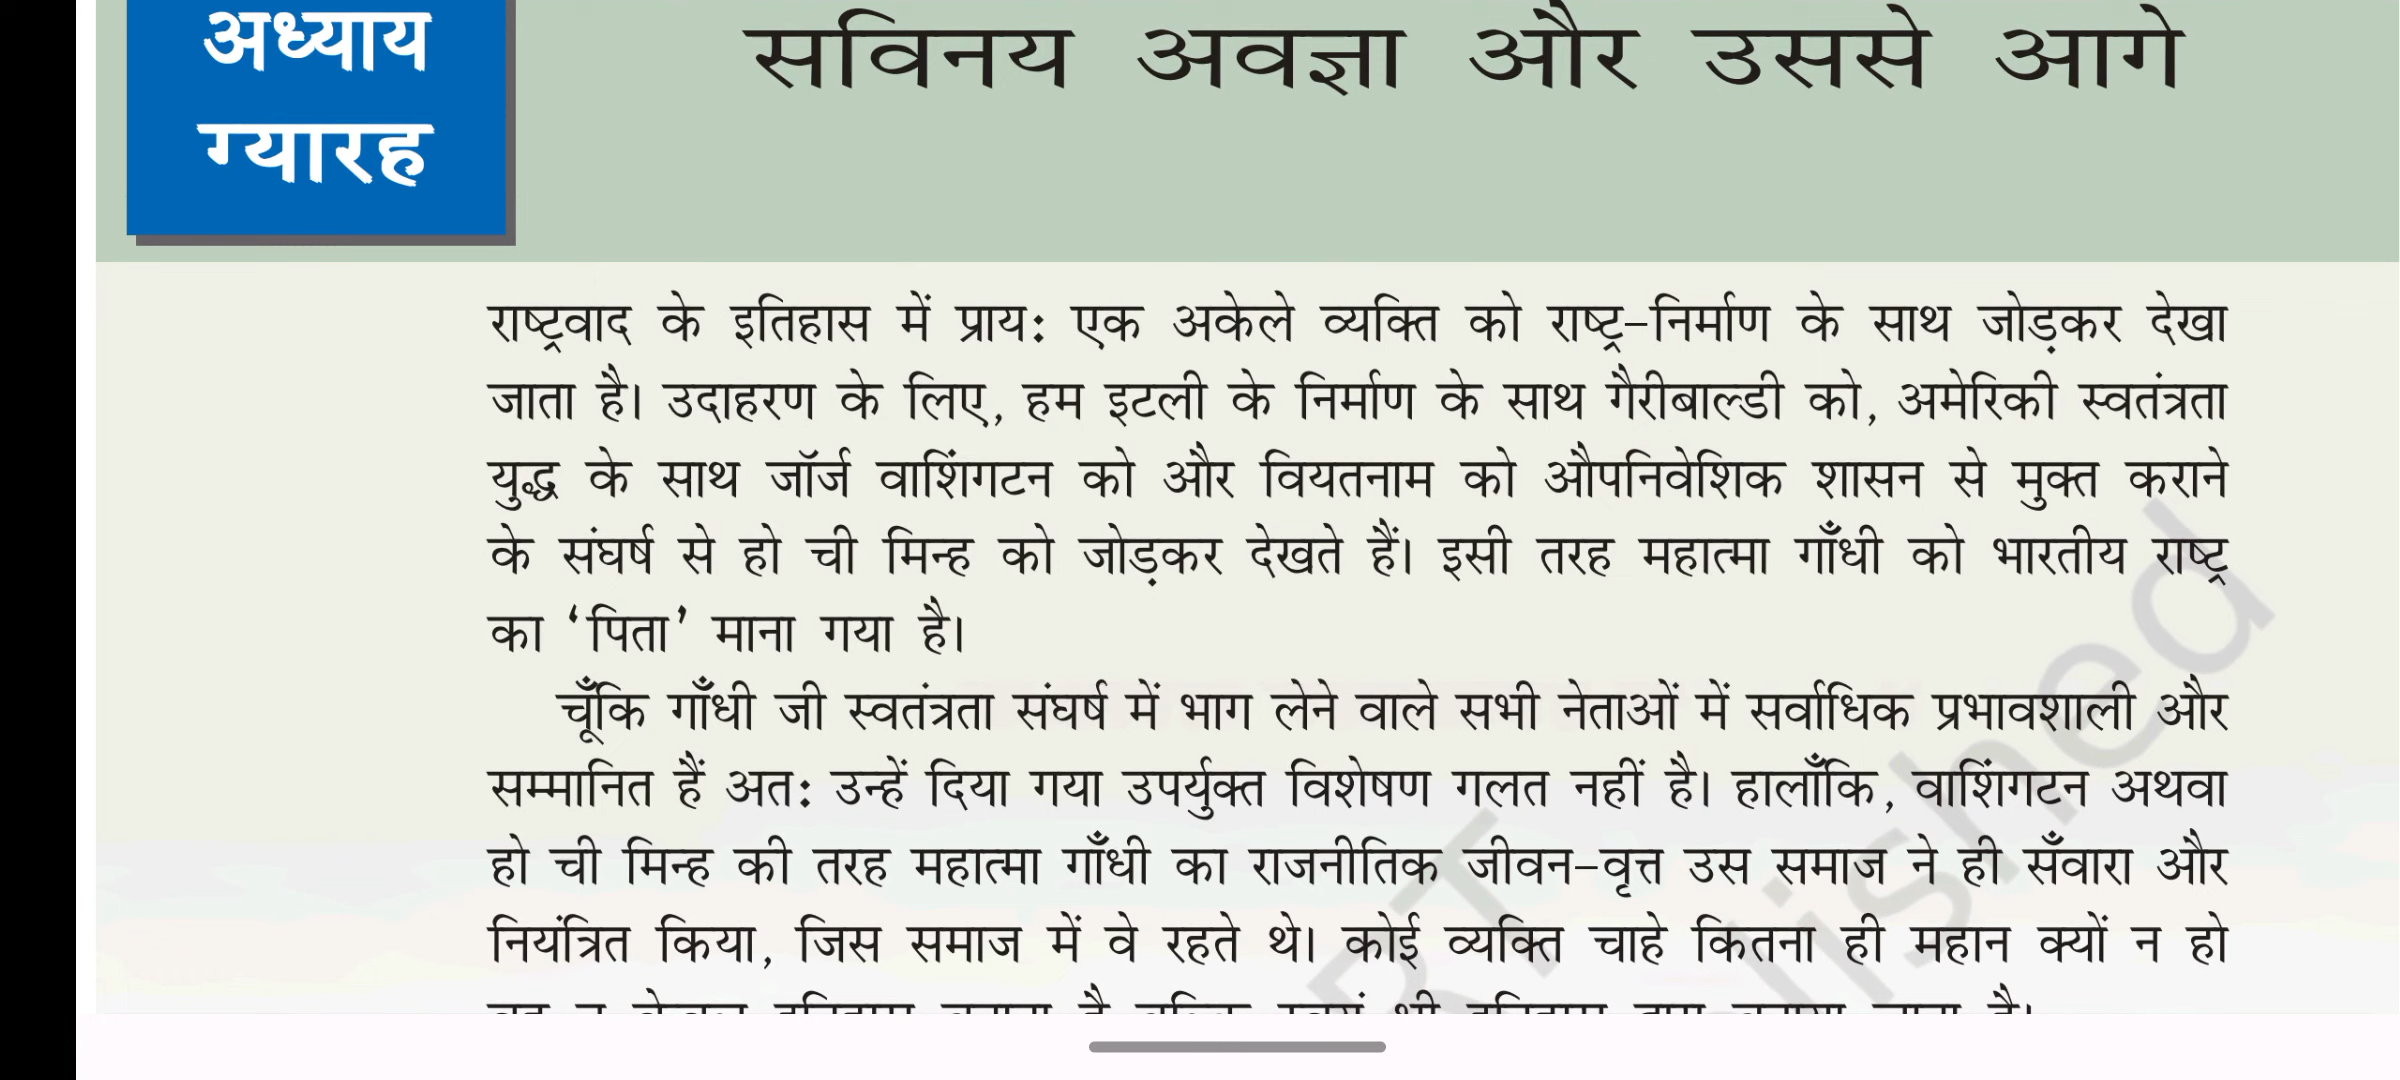 अध्याय
ग्यारह
सविनय अवज्ञा और उससे आगे
राष्ट्रवाद के इतिहास में प्राय: एक अकेले व्यक्ति को राष्ट्र-निर्माण के साथ जोड़कर देखा
जाता है। उदाहरण के लिए, हम इटली के निर्माण के साथ गैरीबाल्डी को, अमेरिकी स्वतंत्रता
युद्ध के साथ जॉर्ज वाशिंगटन को और वियतनाम को औपनिवेशिक शासन से मुक्त कराने
के संघर्ष से हो ची मिन्ह को जोड़कर देखते हैं। इसी तरह महात्मा गाँधी को भारतीय राष्ट्र
का ‘पिता’ माना गया है।
चूँकि गाँधी जी स्वतंत्रता संघर्ष में भाग लेने वाले सभी नेताओं में सर्वाधिक प्रभावशाली और
सम्मानित हैं अत: उन्हें दिया गया उपर्युक्त विशेषण गलत नहीं है। हालाँकि, वाशिंगटन अथवा
हो ची मिन्ह की तरह महात्मा गाँधी का राजनीतिक जीवन-वृत्त उस समाज ने ही सँवारा और
नियंत्रित किया, जिस समाज में वे रहते थे। कोई व्यक्ति चाहे कितना ही महान क्यों न हो